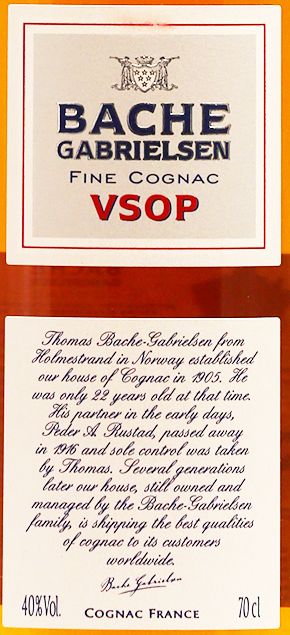 BACHE
GABRIELSEN
FINE COGNAC
VSOP
Thomas Bache-Gabrielsen from
Holmestrand in Norway established
our house of Cognac in 1905. He
was only 22 years old at that time.
His partner in the early days,
Peder A. Rustad, passed away
in 1916 and sole control was taken
by Thomas. Several generations
later our house, still owned and
managed by the Bache-Gabrielsen
family, is shipping the best qualities
of cognac to its customers
worldwide.
Bache Gabrielsen
40%Vol. COGNAC FRANCE 70 cl